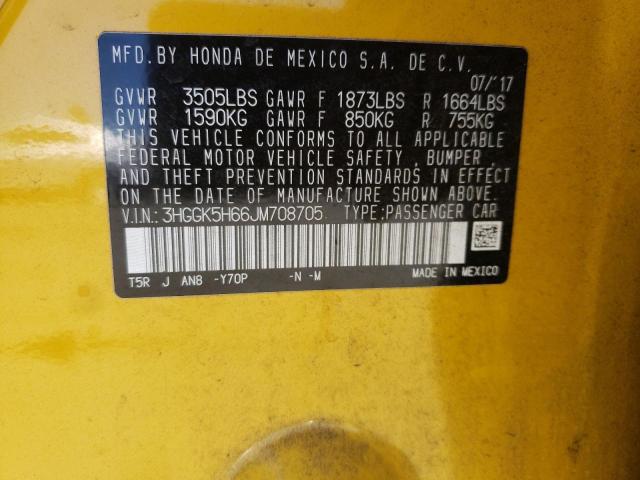 MFD. BY HONDA DE MEXICO S.A. DE C.V.
07/'17
GVWR 3505LBS GAWR F 1873LBS R 1664LBS
GVWR 1590KG GAWR F 850KG R 755KG
THIS VEHICLE CONFORMS TO ALL APPLICABLE
FEDERAL MOTOR VEHICLE SAFETY , BUMPER ,
AND THEFT PREVENTION STANDARDS IN EFFECT
ON THE DATE OF MANUFACTURE SHOWN ABOVE.
V.I.N.: 3HGGK5H66JM708705 TYPE:PASSENGER CAR
T5R J AN8 -Y70P -N -M MADE IN MEXICO